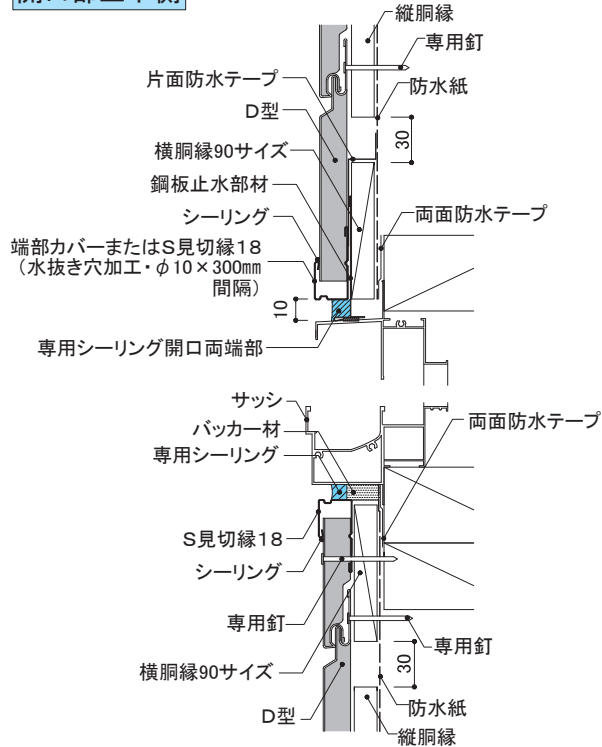 縦胴縁
専用釘
片面防水テープ
防水紙
D型
30
横胴縁90サイズ
鋼板止水部材
シーリング
両面防水テープ
端部カバーまたはS見切縁18
（水抜き穴加工・φ10×300㎜
間隔）
10
専用シーリング開口両端部
サッシ
バッカー材
両面防水テープ
専用シーリング
S見切縁18
シーリング
専用釘
専用釘
30
横胴縁90サイズ
防水紙
D型
縦胴縁